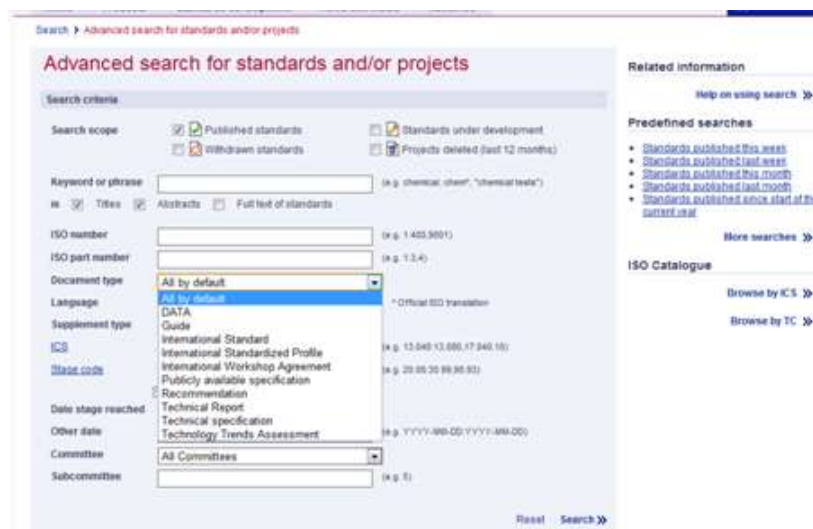 Search > Advanced search for standards and/or projects
Advanced search for standards and/or projects
Search criteria
Search scope
Published standards
Standards under development
Withdrawn standards
Projects deleted (last 12 months)
Keyword or phrase
(e.g. chemical, chem*, "chemical tests")
in Titles Abstracts Full text of standards
ISO number
(e.g. 1:400,9001)
ISO part number
(e.g. 1:3,4)
Document type
All by default
All by default
DATA
Guide
International Standard
International Standardized Profile
International Workshop Agreement
Publicly available specification
Recommendation
Technical Report
Technical specification
Technology Trends Assessment
Language
* Official ISO translation
Supplement type
ICS
Stage code
Date stage reached
Other date
(e.g. YYYY-MM-DD:YYYY-MM-DD)
Committee
All Committees
Subcommittee
(e.g. 5)
Reset Search »
Related information
Help on using search »
Predefined searches
• Standards published this week
• Standards published last week
• Standards published this month
• Standards published last month
• Standards published since start of the
current year
More searches »
ISO Catalogue
Browse by ICS »
Browse by TC »